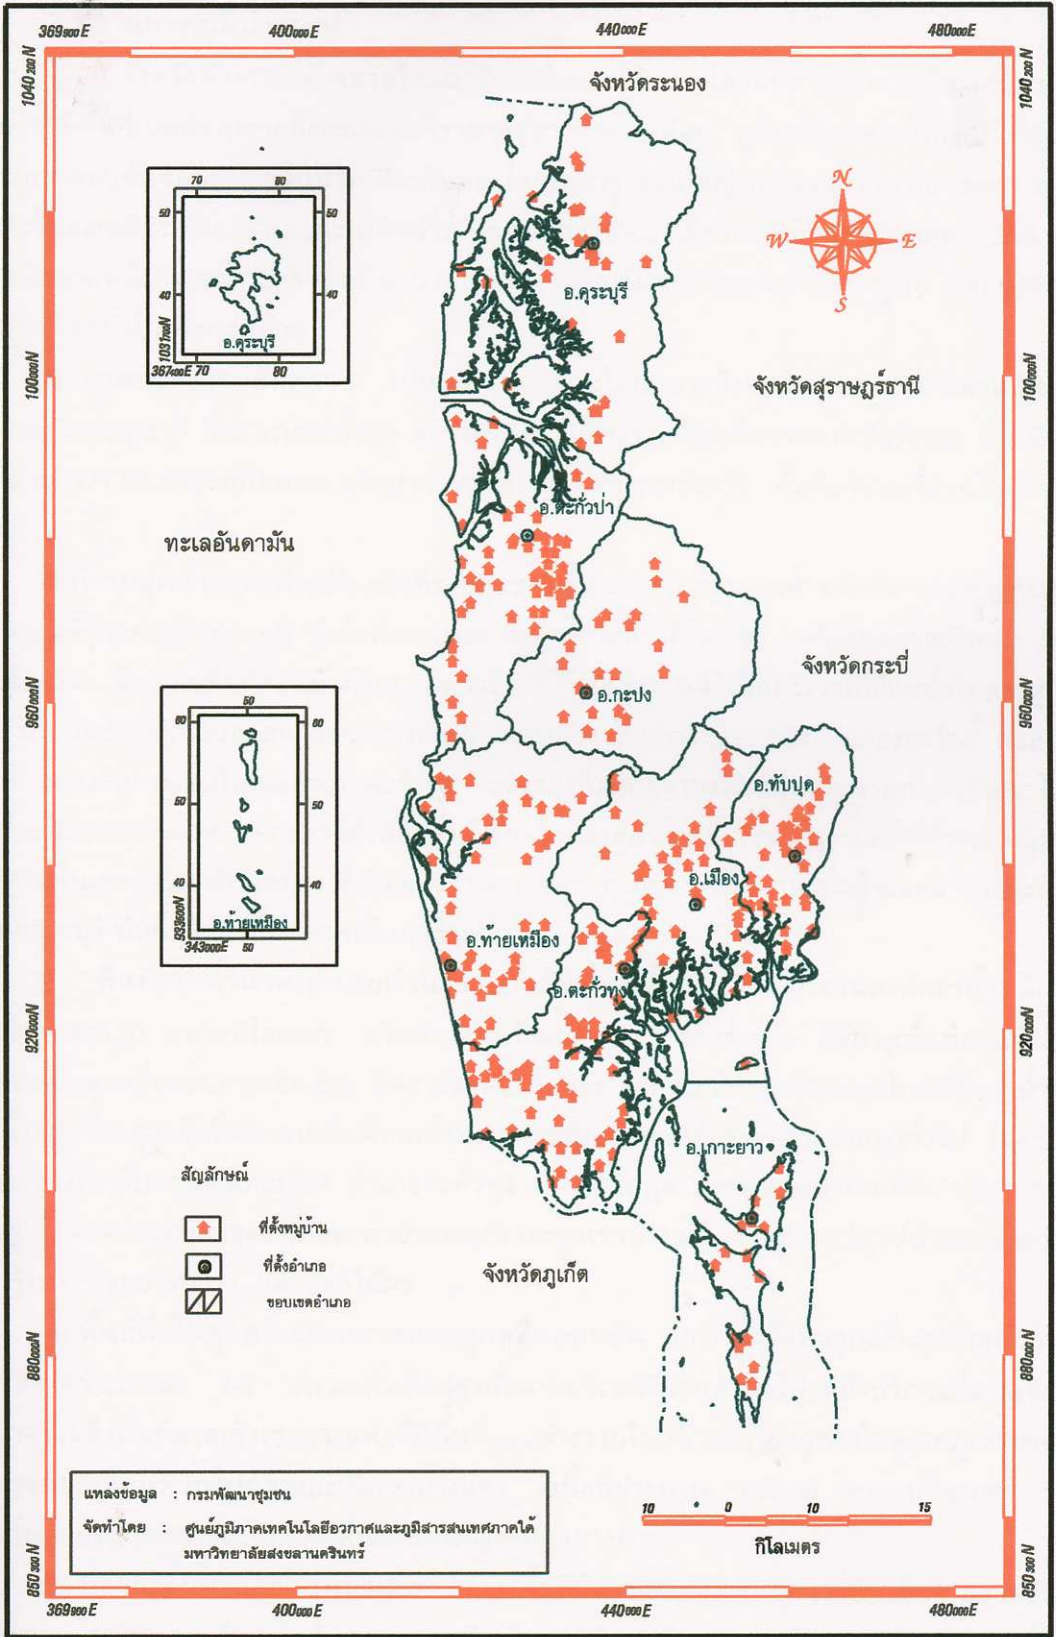 369900E 400000E 440000E 480000E
1040200N
1040200N
จังหวัดระนอง
N
W E
S
70 80
50 50
40 40
1031700N
อ.คุระบุรี
367400E 70 80
อ.คุระบุรี
100000N
100000N
จังหวัดสุราษฎร์ธานี
อ.ตะกั่วป่า
ทะเลอันดามัน
จังหวัดกระบี่
อ.กะปง
960000N
960000N
50
60 60
50 50
40 40
933500N
อ.ท้ายเหมือง
343000E 50
อ.ทับปุด
อ.เมือง
อ.ท้ายเหมือง
อ.ตะกั่วทุ่ง
920000N
920000N
อ.เกาะยาว
สัญลักษณ์
ที่ตั้งหมู่บ้าน
ที่ตั้งอำเภอ
ขอบเขตอำเภอ
จังหวัดภูเก็ต
880000N
880000N
แหล่งข้อมูล : กรมพัฒนาชุมชน
จัดทำโดย : ศูนย์ภูมิภาคเทคโนโลยีอวกาศและภูมิสารสนเทศภาคใต้
มหาวิทยาลัยสงขลานครินทร์
10 0 10 15
กิโลเมตร
850300N
850300N
369900E 400000E 440000E 480000E